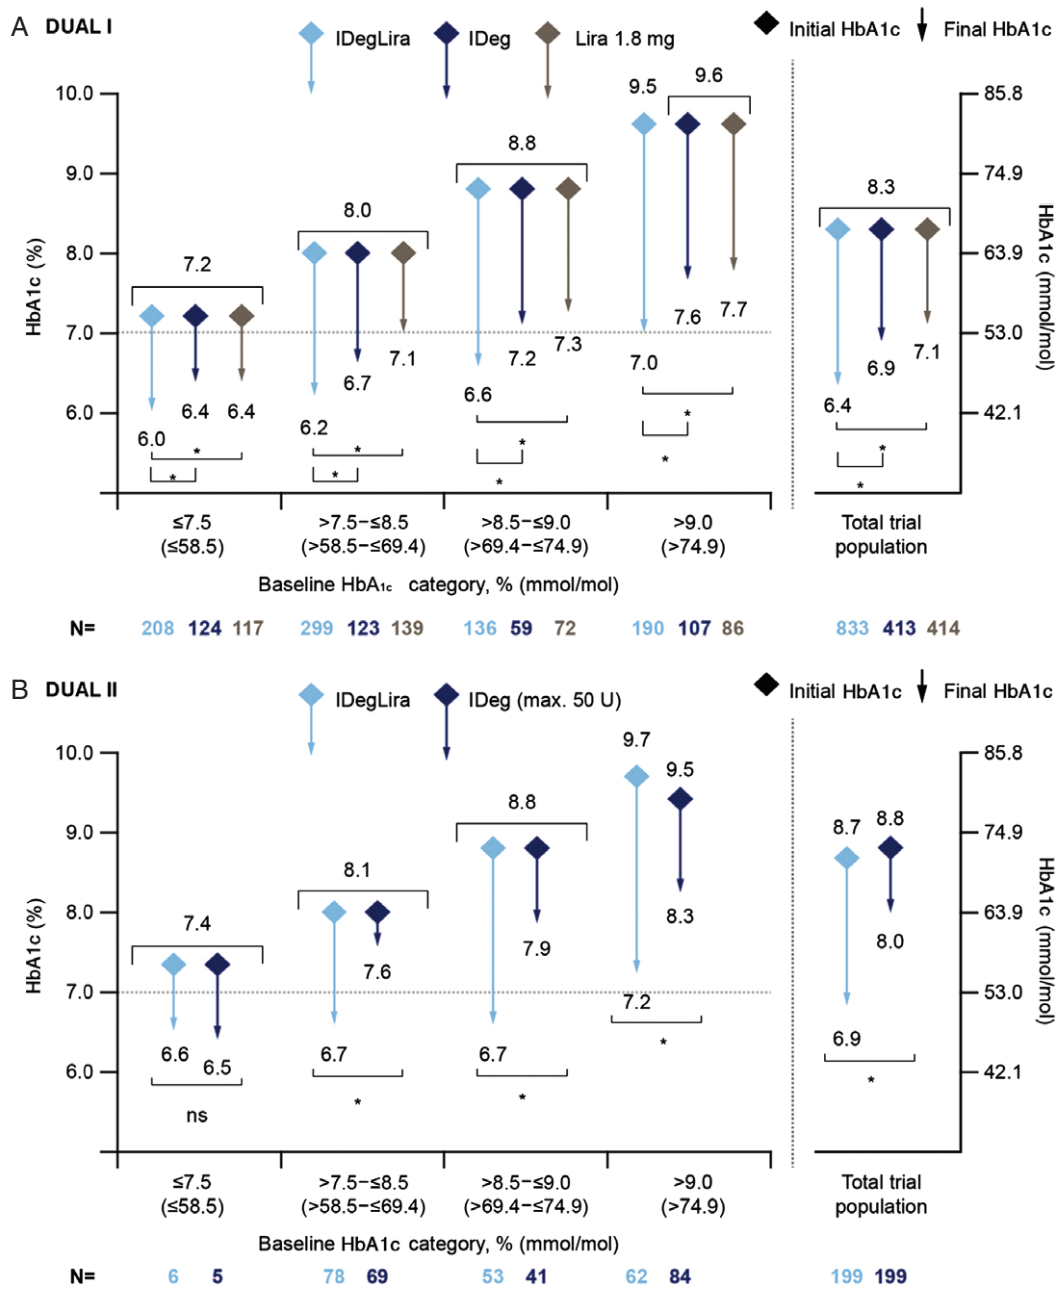 A DUAL I
IDegLira IDeg Lira 1.8 mg Initial HbA1c Final HbA1c
10.0 9.5 9.6 85.8
9.0 8.8 74.9
8.3
8.0 8.0 63.9
7.2
7.6 7.7
7.0 7.1 7.2 7.3 7.0 7.1 53.0
6.7 6.9
6.0 6.4 6.4 6.6 6.4 42.1
6.0 6.2
* * * * *
* * * * *
HbA1c (%)
HbA1c (mmol/mol)
≤7.5 >7.5–≤8.5 >8.5–≤9.0 >9.0 Total trial
(≤58.5) (>58.5–≤69.4) (>69.4–≤74.9) (>74.9) population
Baseline HbA1c category, % (mmol/mol)
N= 208 124 117 299 123 139 136 59 72 190 107 86 833 413 414
B DUAL II
IDegLira IDeg (max. 50 U) Initial HbA1c Final HbA1c
9.7
10.0 9.5 85.8
9.0 8.8 8.7 8.8 74.9
8.1
8.0 7.4 8.3 63.9
7.6 7.9 8.0
7.0 7.2 53.0
6.6 6.5 6.7 6.7 6.9
6.0 42.1
ns * * * *
HbA1c (%)
HbA1c (mmol/mol)
≤7.5 >7.5–≤8.5 >8.5–≤9.0 >9.0 Total trial
(≤58.5) (>58.5–≤69.4) (>69.4–≤74.9) (>74.9) population
Baseline HbA1c category, % (mmol/mol)
N= 6 5 78 69 53 41 62 84 199 199